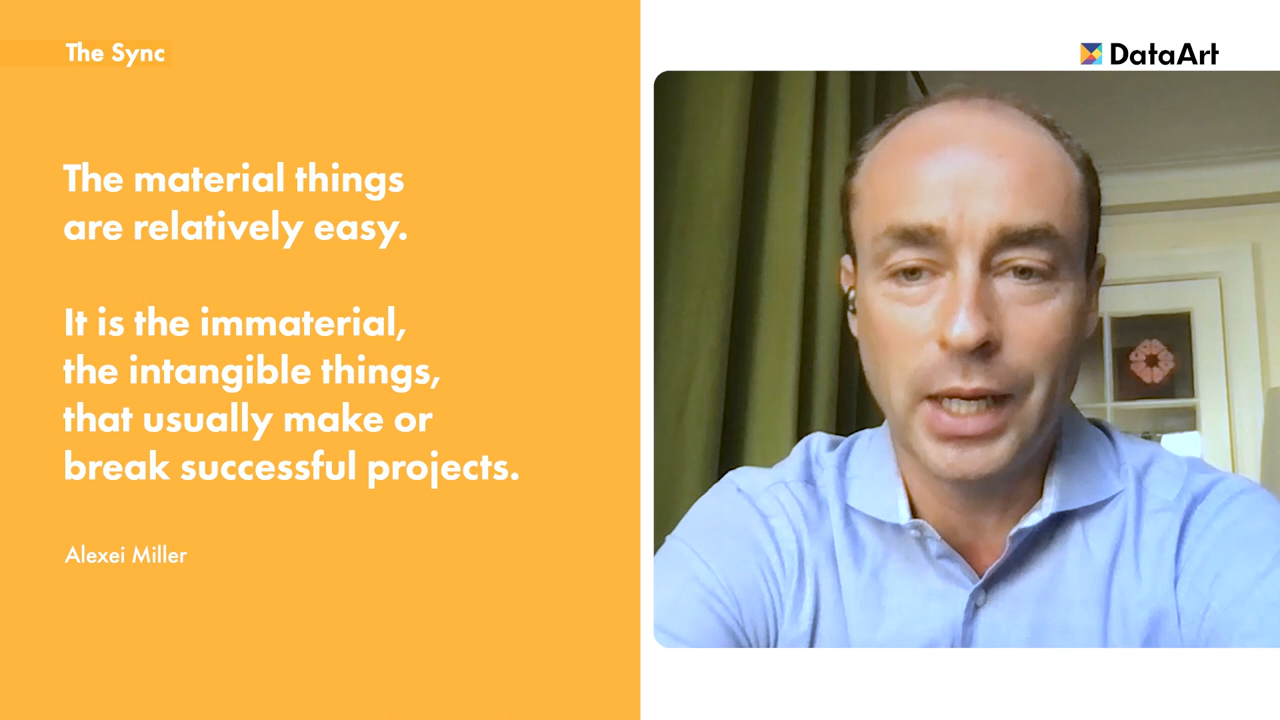 The Sync
DataArt
The material things
are relatively easy.
It is the immaterial,
the intangible things,
that usually make or
break successful projects.
Alexei Miller